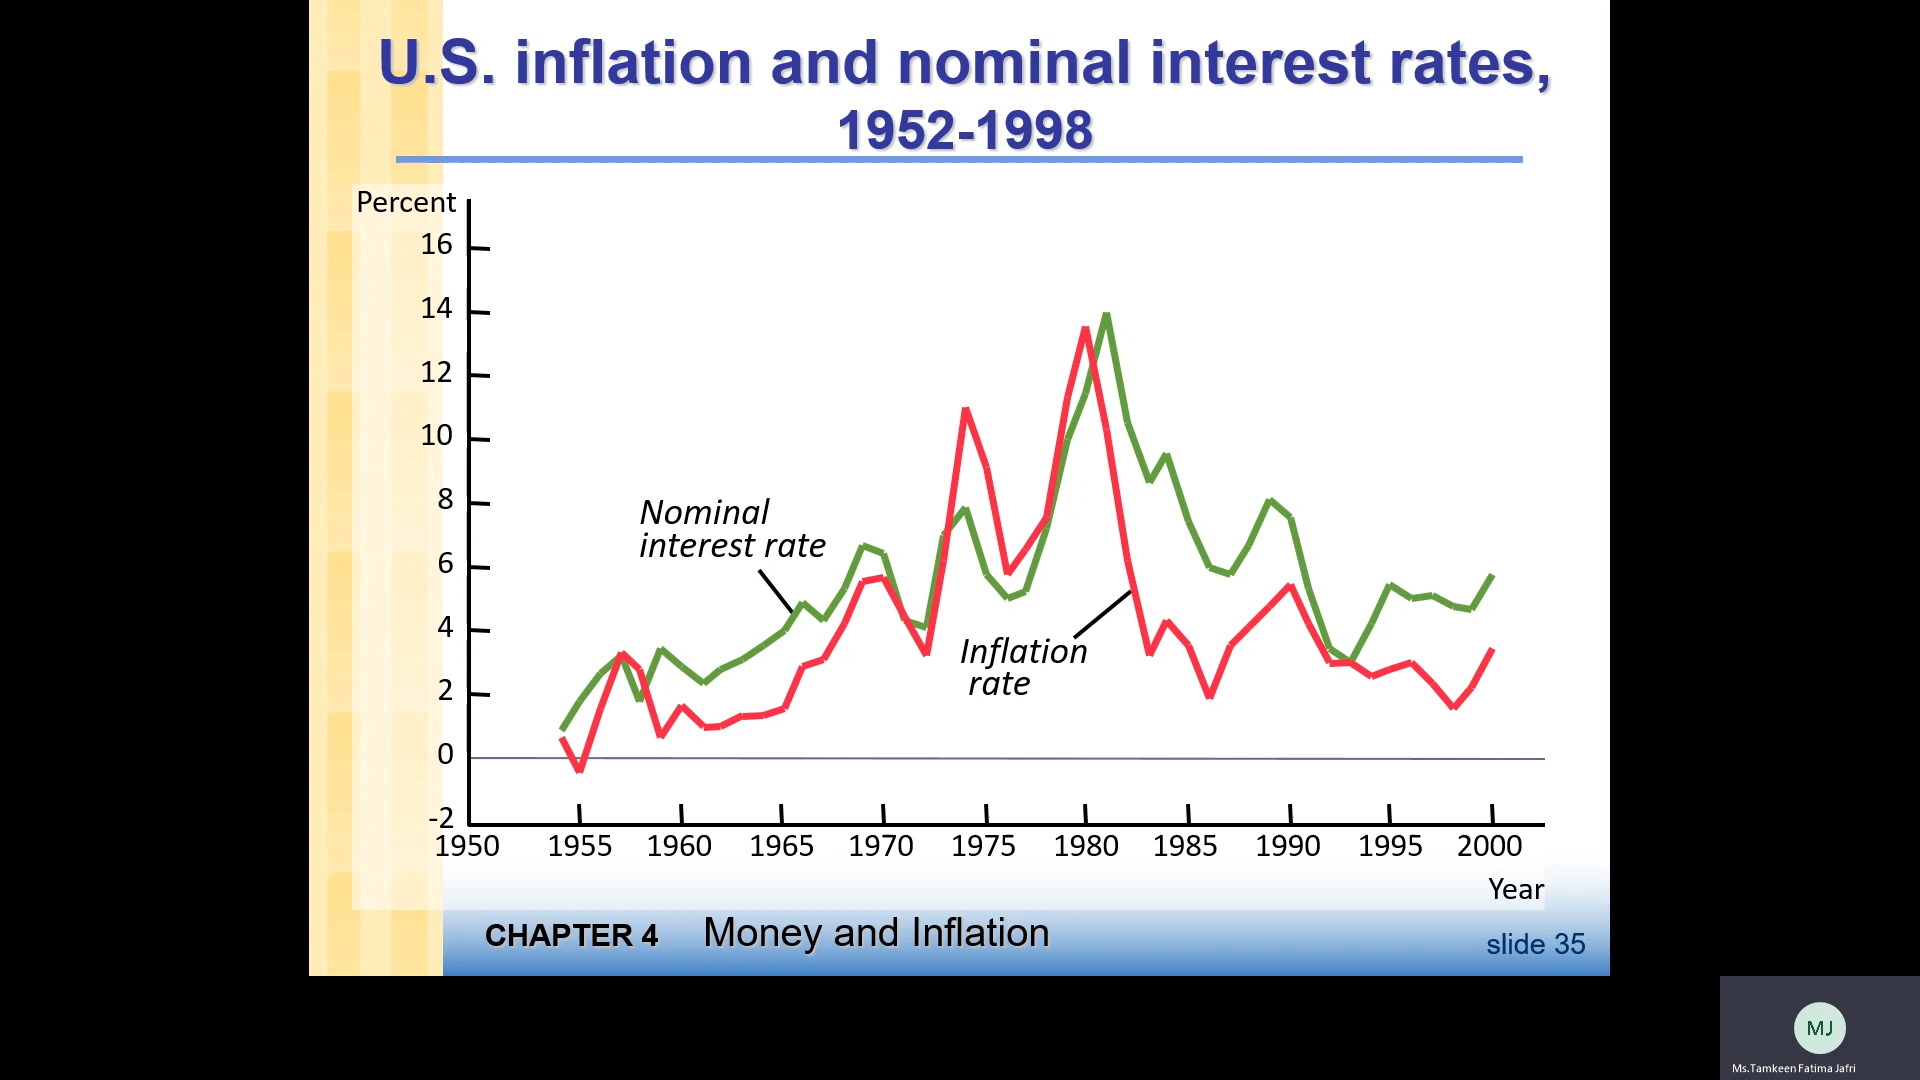 U.S. inflation and nominal interest rates,
1952-1998
Percent
16
14
12
10
8
6
4
2
0
-2
Nominal
interest rate
Inflation
rate
1950 1955 1960 1965 1970 1975 1980 1985 1990 1995 2000
Year
CHAPTER 4 Money and Inflation
slide 35
MJ
Ms.Tamkeen Fatima Jafri